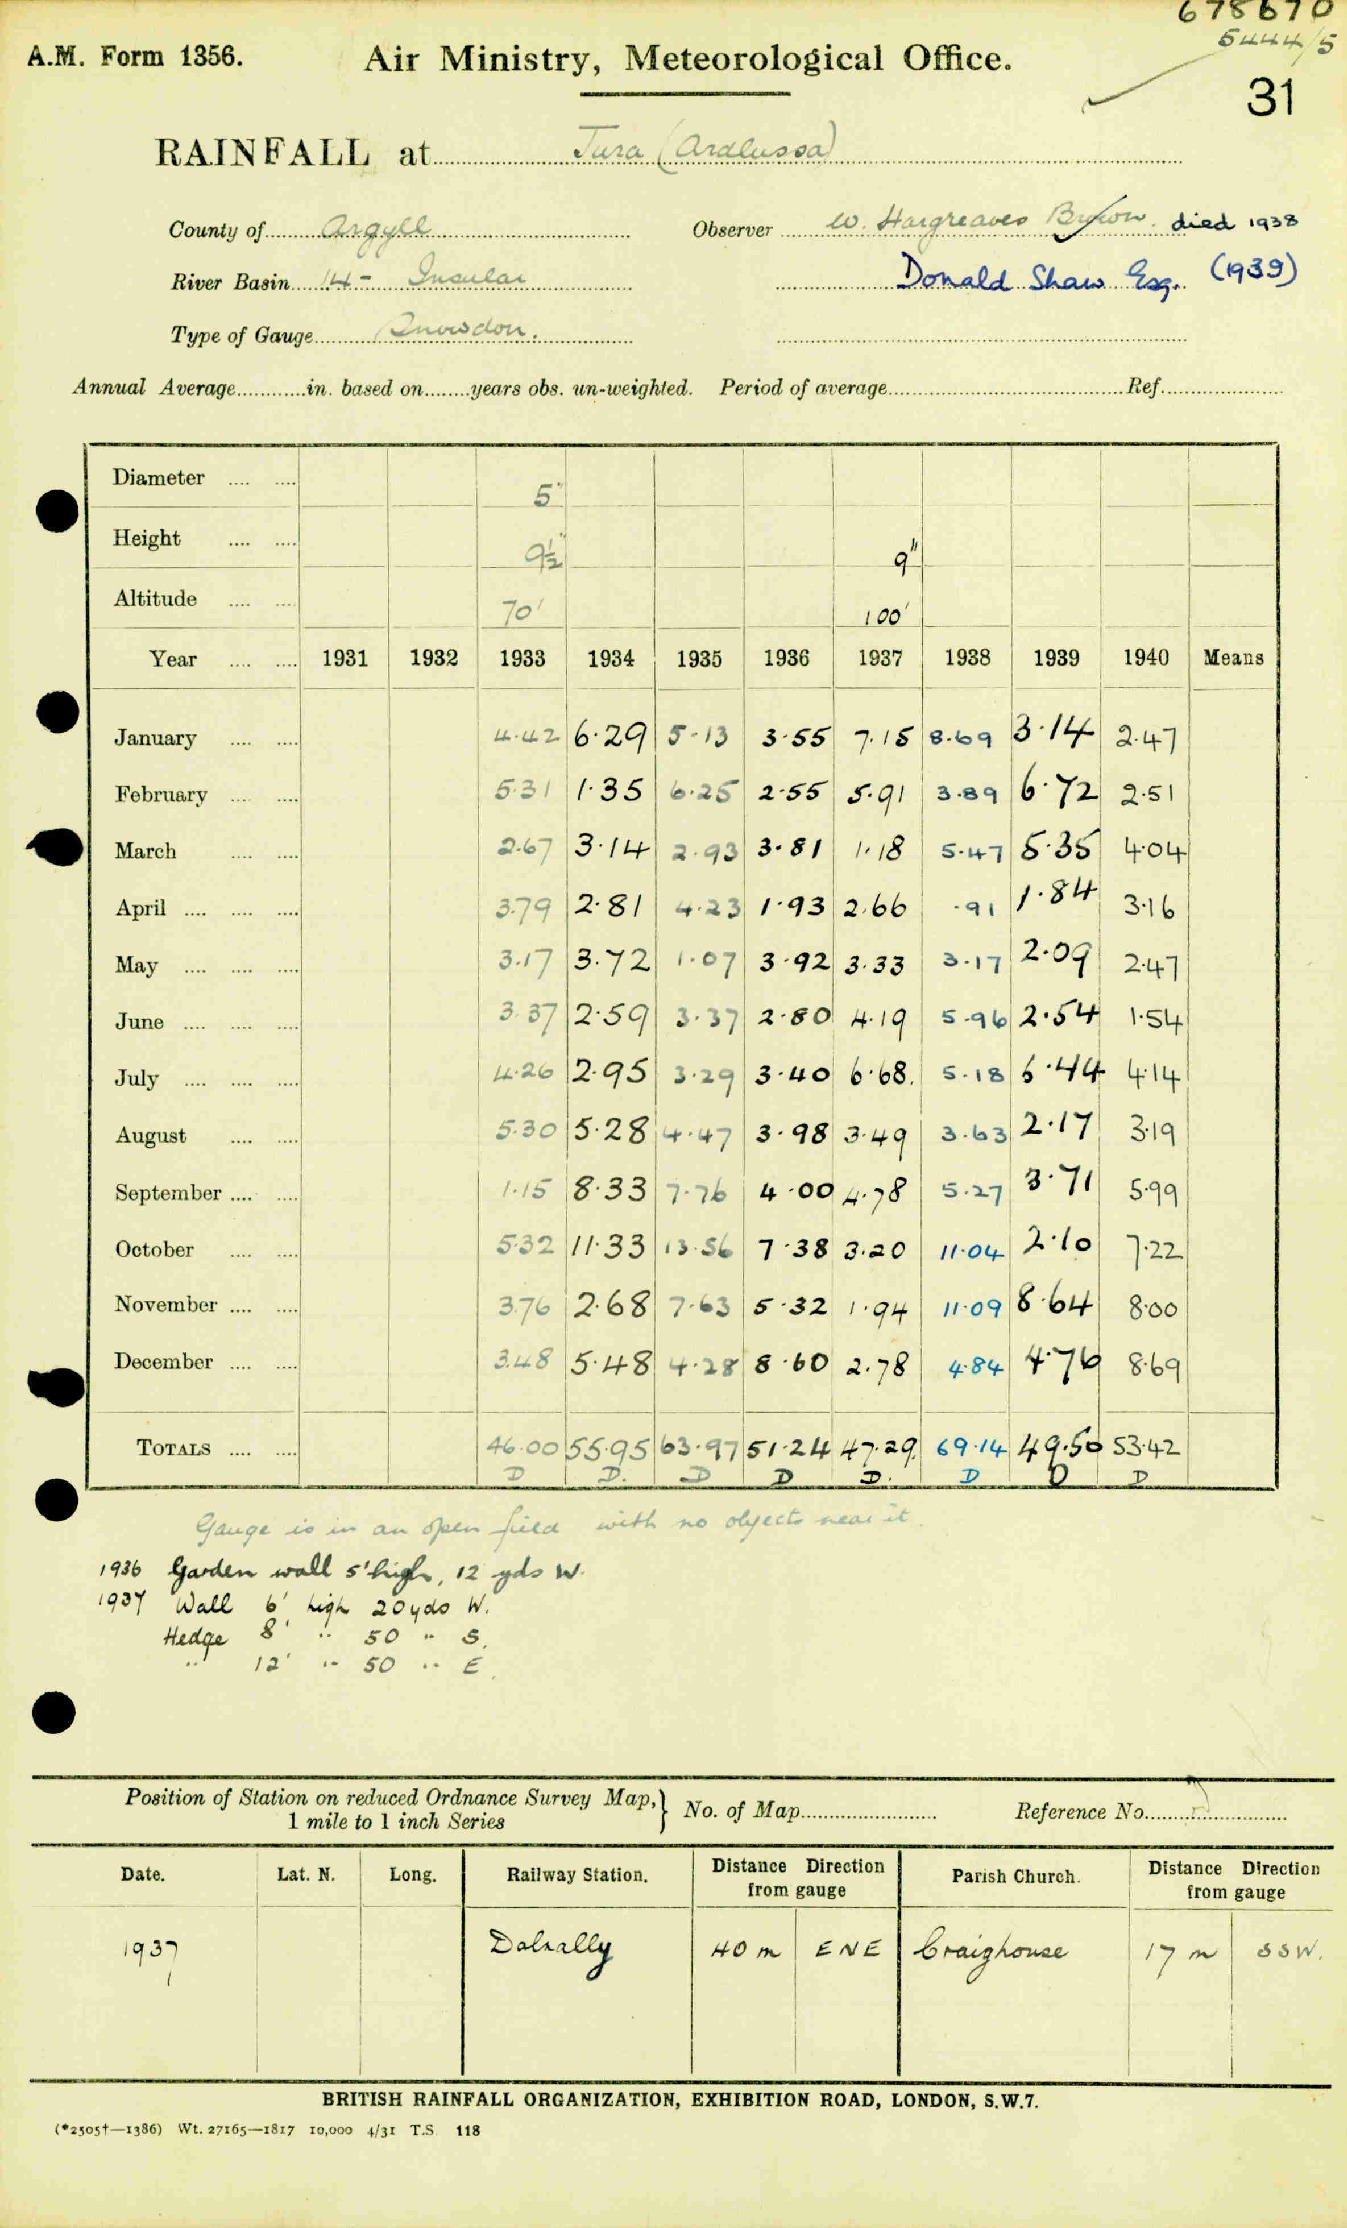 678670
5444/5
A.M. Form 1356.
Air Ministry, Meteorological Office.
31
RAINFALL at Jura (Ardlussa)
County of Argyll Observer W. Hargreaves Brown. died 1938
River Basin 14 - Insular Donald Shaw Esq. (1939)
Type of Gauge Snowdon.
Annual Average in. based on years obs. un-weighted. Period of average Ref.
Diameter 5"
Height 9½" 9"
Altitude 70' 100'
Year 1931 1932 1933 1934 1935 1936 1937 1938 1939 1940 Means
January 4.42 6.29 5.13 3.55 7.15 8.69 3.14 2.47
February 5.31 1.35 6.25 2.55 5.91 3.89 6.72 2.51
March 2.67 3.14 2.93 3.81 1.18 5.47 5.35 4.04
April 3.79 2.81 4.23 1.93 2.66 .91 1.84 3.16
May 3.17 3.72 1.07 3.92 3.33 3.17 2.09 2.47
June 3.37 2.59 3.37 2.80 4.19 5.96 2.54 1.54
July 4.26 2.95 3.29 3.40 6.68. 5.18 6.44 4.14
August 5.30 5.28 4.47 3.98 3.49 3.63 2.17 3.19
September 1.15 8.33 7.76 4.00 4.78 5.27 3.71 5.99
October 5.32 11.33 13.56 7.38 3.20 11.04 2.10 7.22
November 3.76 2.68 7.63 5.32 1.94 11.09 8.64 8.00
December 3.48 5.48 4.28 8.60 2.78 4.84 4.76 8.69
TOTALS 46.00 55.95 63.97 51.24 47.29. 69.14 49.50 53.42
D D. D D D. D D D
Gauge is in an open field with no objects near it.
1936 Garden wall 5' high, 12 yds W.
1937 Wall 6' high 20 yds W.
Hedge 8' " 50 " S.
" 12' " 50 " E.
Position of Station on reduced Ordnance Survey Map, } No. of Map Reference No.
1 mile to 1 inch Series
Date. Lat. N. Long. Railway Station. Distance Direction from gauge Parish Church. Distance Direction from gauge
1937 Dalmally 40 m ENE Craighouse 17 m SSW.
BRITISH RAINFALL ORGANIZATION, EXHIBITION ROAD, LONDON, S.W.7.
(*2505†—1386) Wt. 27165—1817 10,000 4/31 T.S. 118